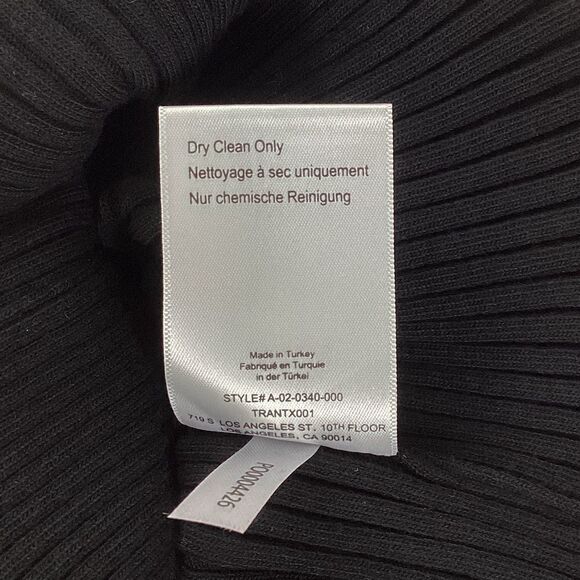 Dry Clean Only
Nettoyage à sec uniquement
Nur chemische Reinigung
Made in Turkey
Fabriqué en Turquie
in der Türkei
STYLE# A-02-0340-000
TRANTX001
719 S LOS ANGELES ST. 10TH FLOOR
LOS ANGELES, CA 90014
PO0004426